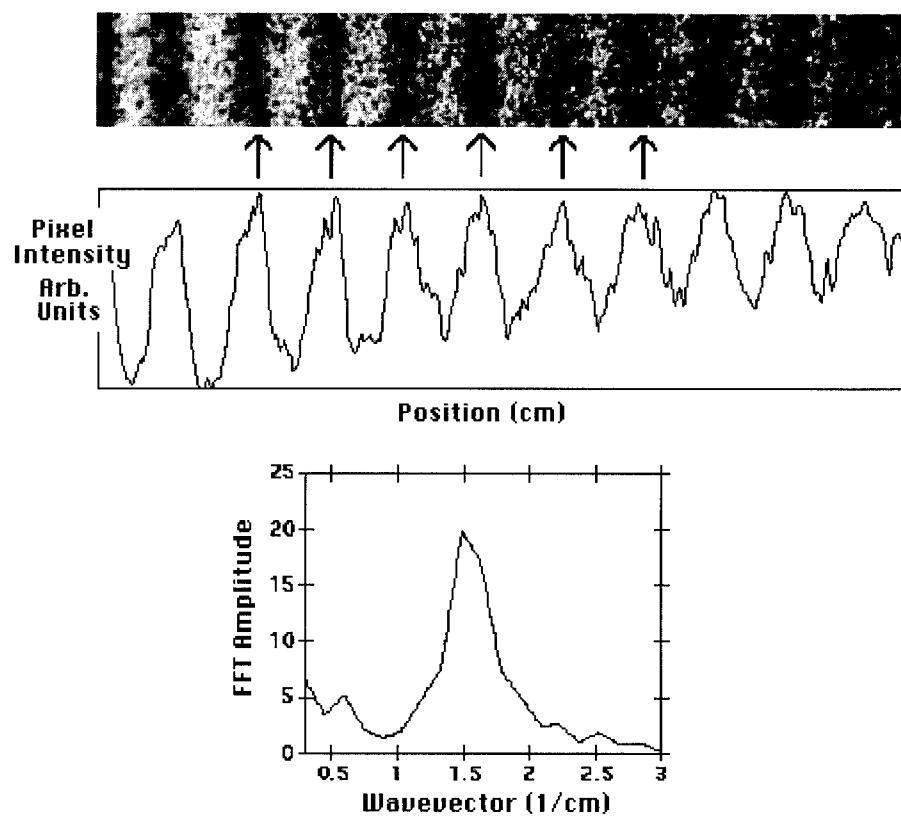 Pixel
Intensity
Arb.
Units
Position (cm)
25
20
15
10
5
0
FFT Amplitude
0.5 1 1.5 2 2.5 3
Wavevector (1/cm)